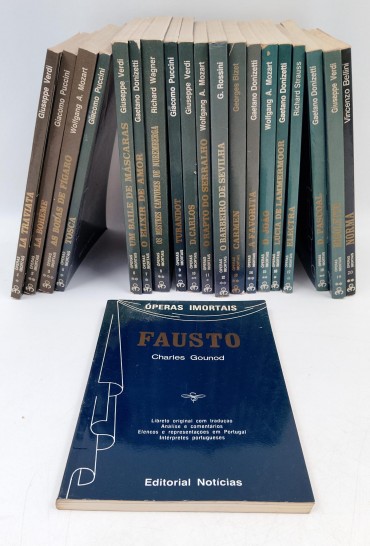 Giuseppe Verdi LA TRAVIATA
Giacomo Puccini LA BOHEME
Wolfgang A. Mozart AS BODAS DE FIGARO
Giacomo Puccini TOSCA
Giuseppe Verdi UM BAILE DE MÁSCARAS
Gaetano Donizetti O ELIXIR DE AMOR
Richard Wagner OS MESTRES CANTORES DE NUREMBERGA
Giacomo Puccini TURANDOT
Giuseppe Verdi D. CARLOS
Wolfgang A. Mozart O RAPTO DO SERRALHO
G. Rossini O BARBEIRO DE SEVILHA
Georges Bizet CARMEN
Gaetano Donizetti A FAVORITA
Wolfgang A. Mozart
Gaetano Donizetti LUCIA DE LAMMERMOOR
Richard Strauss ELECTRA
Gaetano Donizetti
Giuseppe Verdi
Vincenzo Bellini NORMA
ÓPERAS IMORTAIS
FAUSTO
Charles Gounod
Libreto original com tradução
Análise e comentários
Elencos e representações em Portugal
Intérpretes portugueses
Editorial Notícias